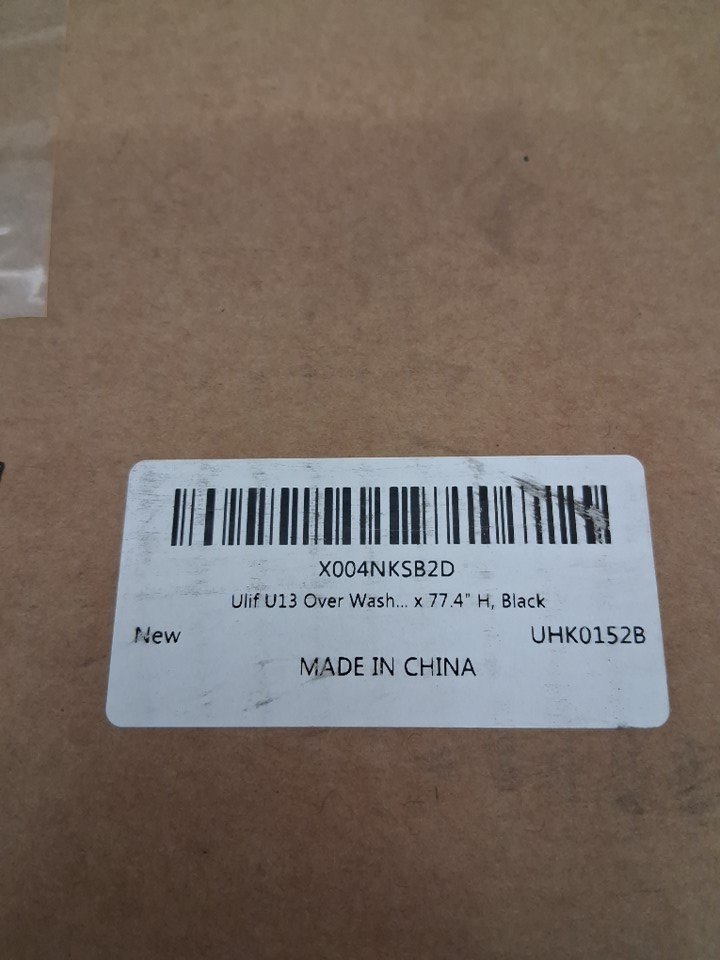 X004NKSB2D
Ulif U13 Over Wash... x 77.4" H, Black
New UHK0152B
MADE IN CHINA